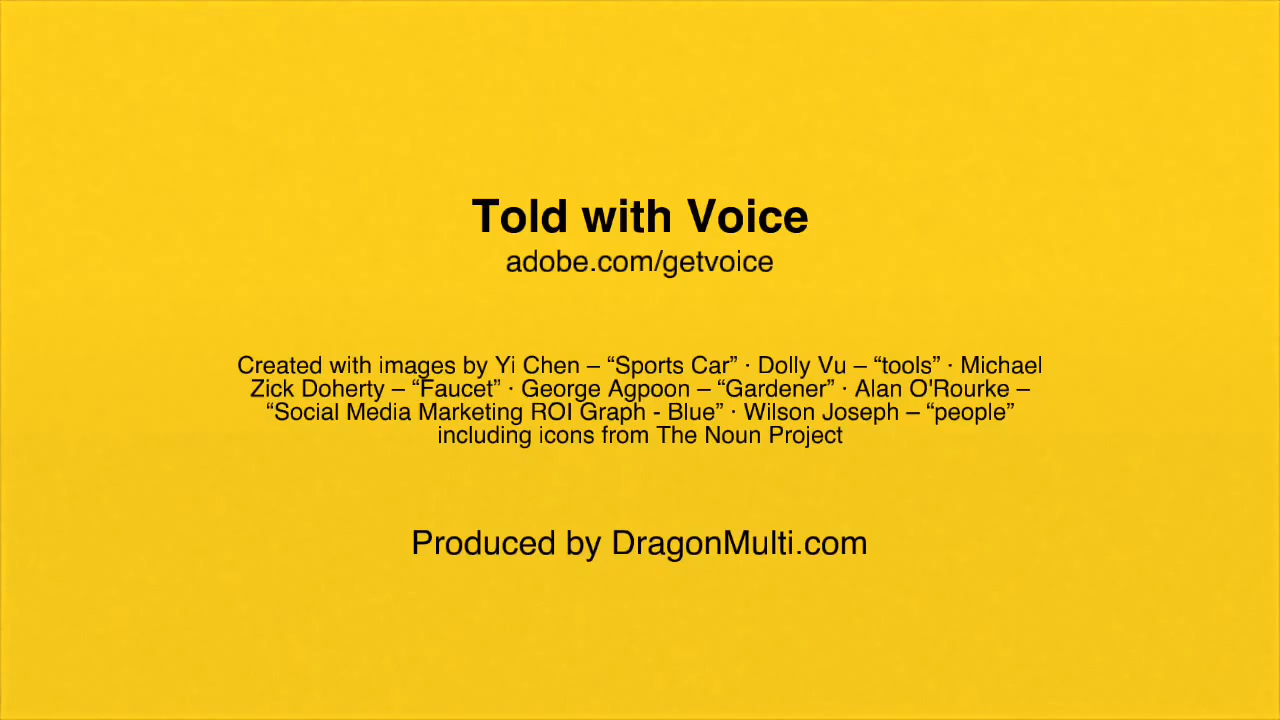 Told with Voice
adobe.com/getvoice
Created with images by Yi Chen – “Sports Car” · Dolly Vu – “tools” · Michael
Zick Doherty – “Faucet” · George Agpoon – “Gardener” · Alan O'Rourke –
“Social Media Marketing ROI Graph - Blue” · Wilson Joseph – “people”
including icons from The Noun Project
Produced by DragonMulti.com